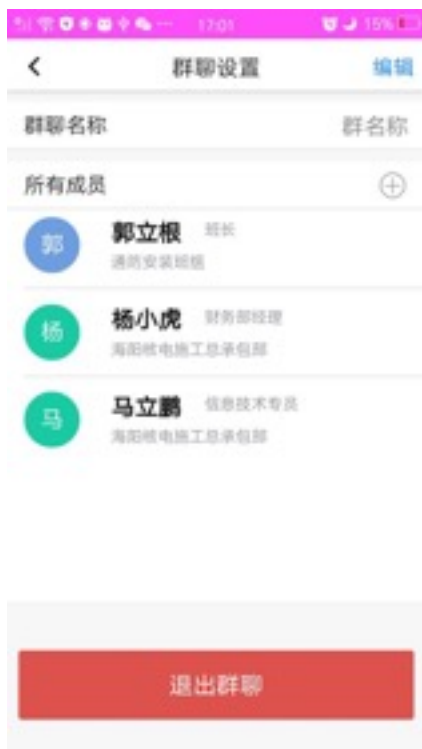 17:01
15%
群聊设置
编辑
群聊名称
群名称
所有成员
郭
郭立根
班长
通防安装班组
杨
杨小虎
财务部经理
海阳核电施工总承包部
马
马立鹏
信息技术专员
海阳核电施工总承包部
退出群聊